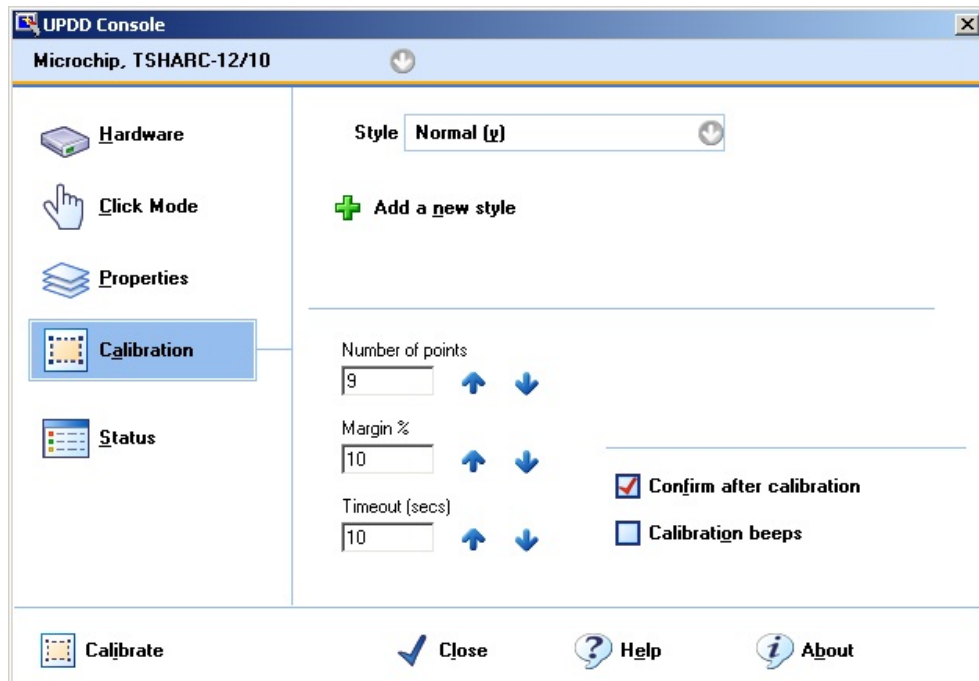 UPDD Console
Microchip, TSHARC-12/10
Hardware
Click Mode
Properties
Calibration
Status
Style Normal (y)
Add a new style
Number of points
9
Margin %
10
Timeout (secs)
10
Confirm after calibration
Calibration beeps
Calibrate Close Help About